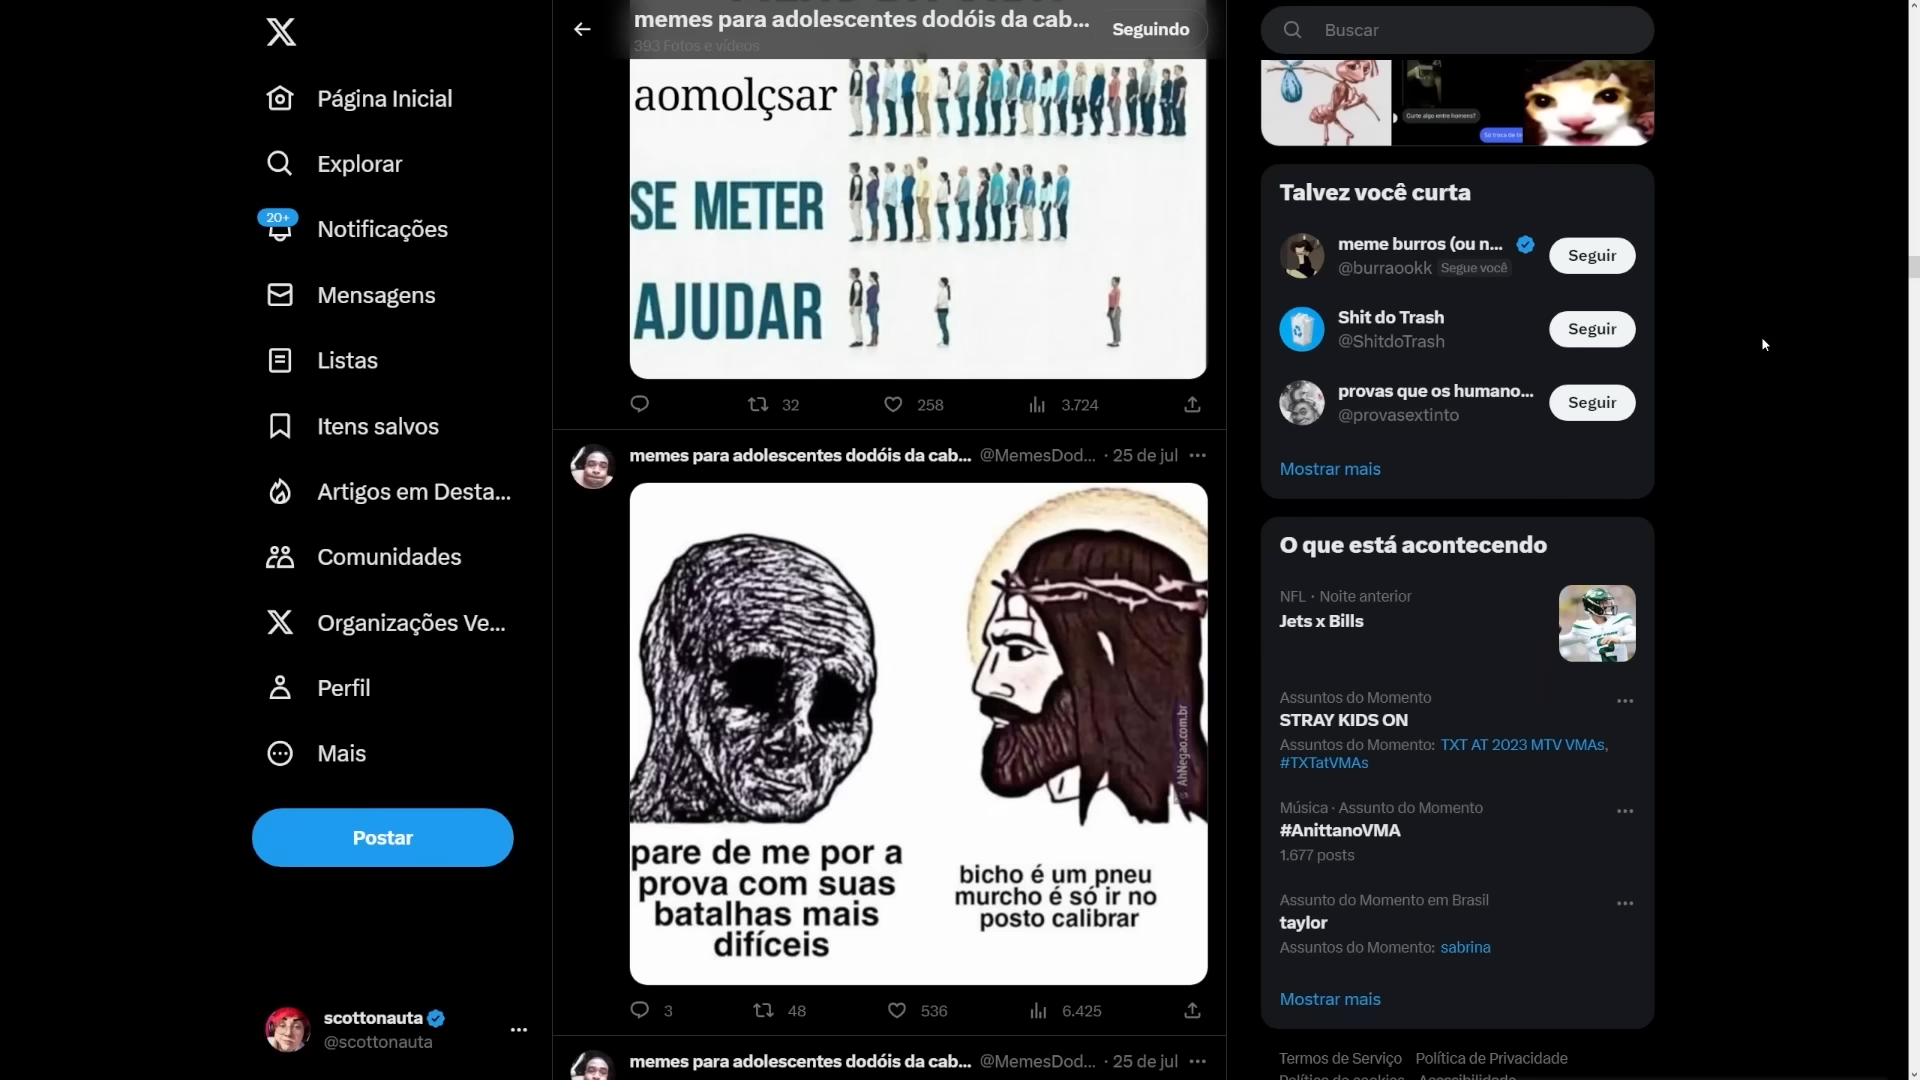 Página Inicial
Explorar
20+
Notificações
Mensagens
Listas
Itens salvos
Artigos em Desta...
Comunidades
Organizações Ve...
Perfil
Mais
Postar
scottonauta
@scottonauta
memes para adolescentes dodóis da cab...
393 Fotos e vídeos
Seguindo
aomolçsar
SE METER
AJUDAR
32
258
3.724
memes para adolescentes dodóis da cab... @MemesDod... · 25 de jul
AhNegao.com.br
pare de me por a
prova com suas
batalhas mais
difíceis
bicho é um pneu
murcho é só ir no
posto calibrar
3
48
536
6.425
memes para adolescentes dodóis da cab... @MemesDod... · 25 de jul
Buscar
Curte algo entre homens?
Talvez você curta
meme burros (ou n...
@burraookk Segue você
Seguir
Shit do Trash
@ShitdoTrash
Seguir
provas que os humano...
@provasextinto
Seguir
Mostrar mais
O que está acontecendo
NFL · Noite anterior
Jets x Bills
Assuntos do Momento
STRAY KIDS ON
Assuntos do Momento: TXT AT 2023 MTV VMAs,
#TXTatVMAs
Música · Assunto do Momento
#AnittanoVMA
1.677 posts
Assunto do Momento em Brasil
taylor
Assuntos do Momento: sabrina
Mostrar mais
Termos de Serviço Política de Privacidade
Política de cookies Acessibilidade